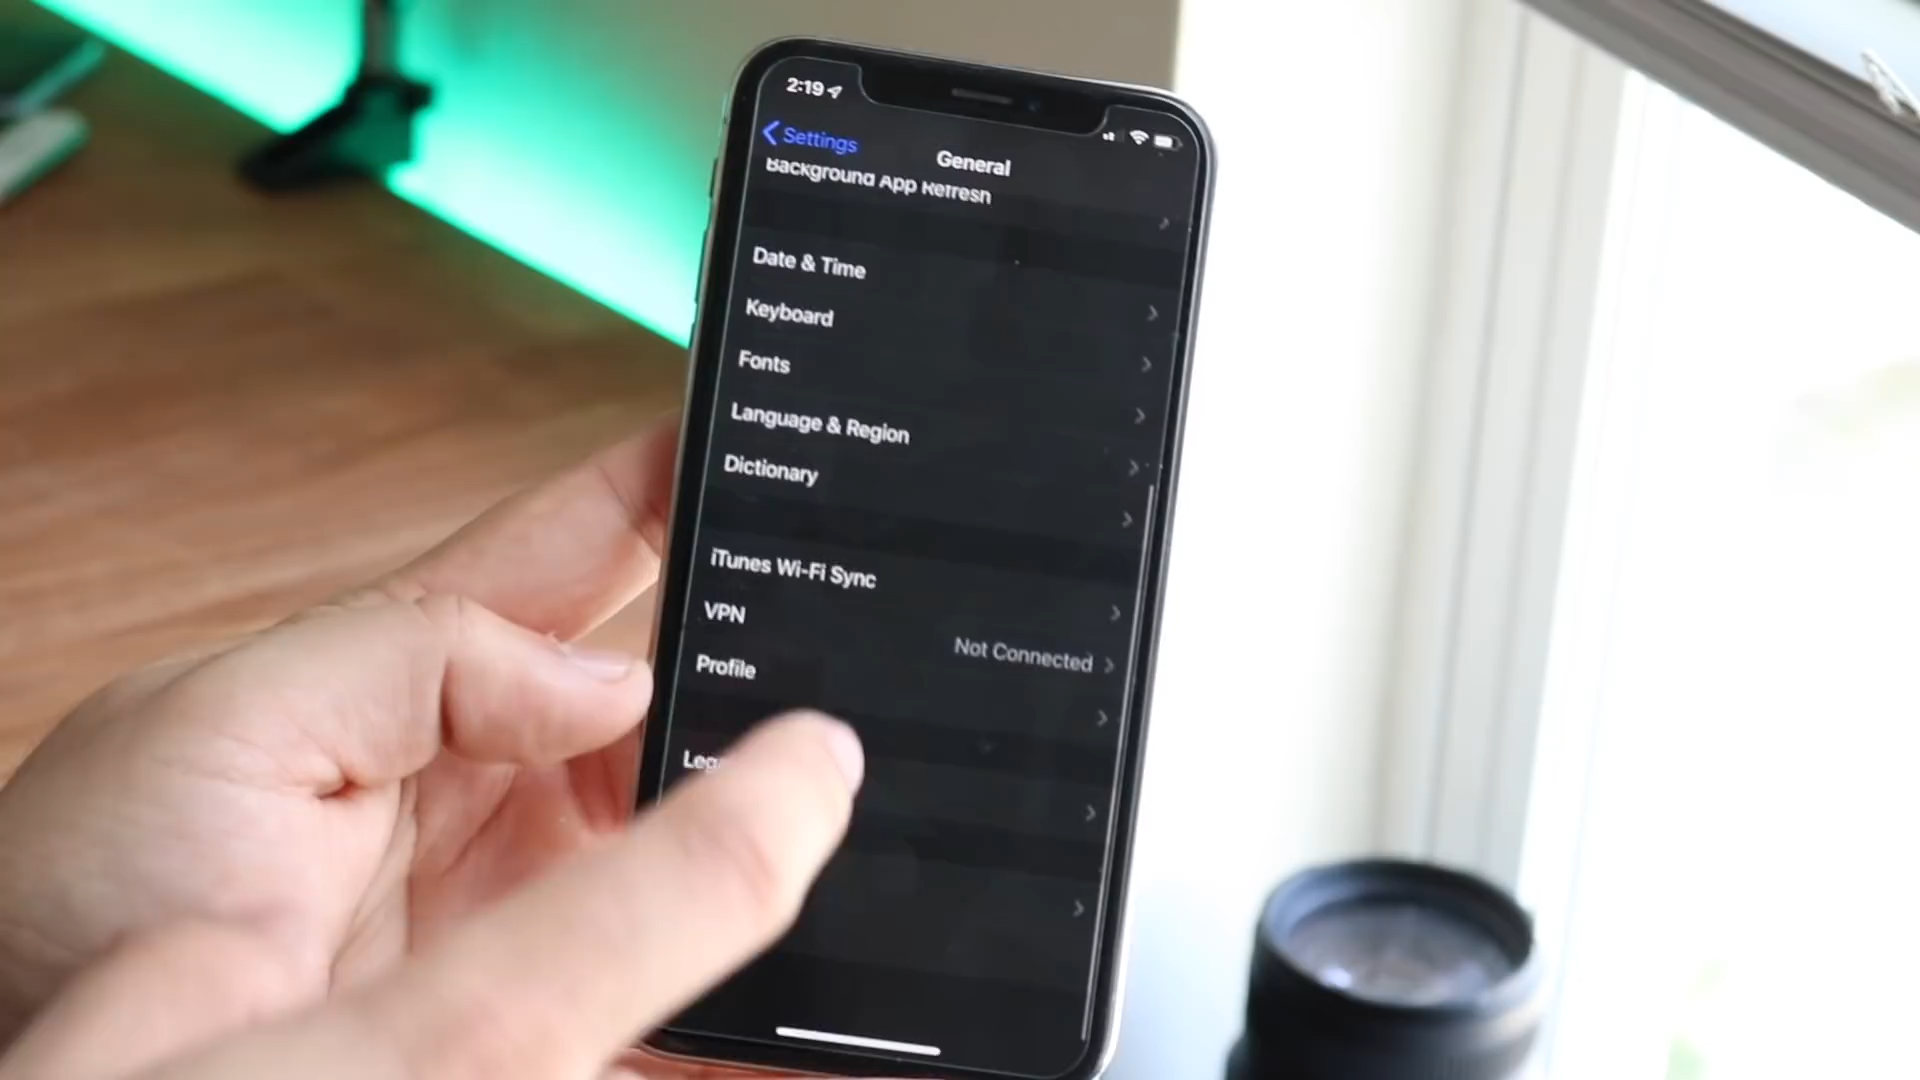 2:19
Settings
General
Background App Refresh
Date & Time
Keyboard
Fonts
Language & Region
Dictionary
iTunes Wi-Fi Sync
VPN
Not Connected
Profile
Leg